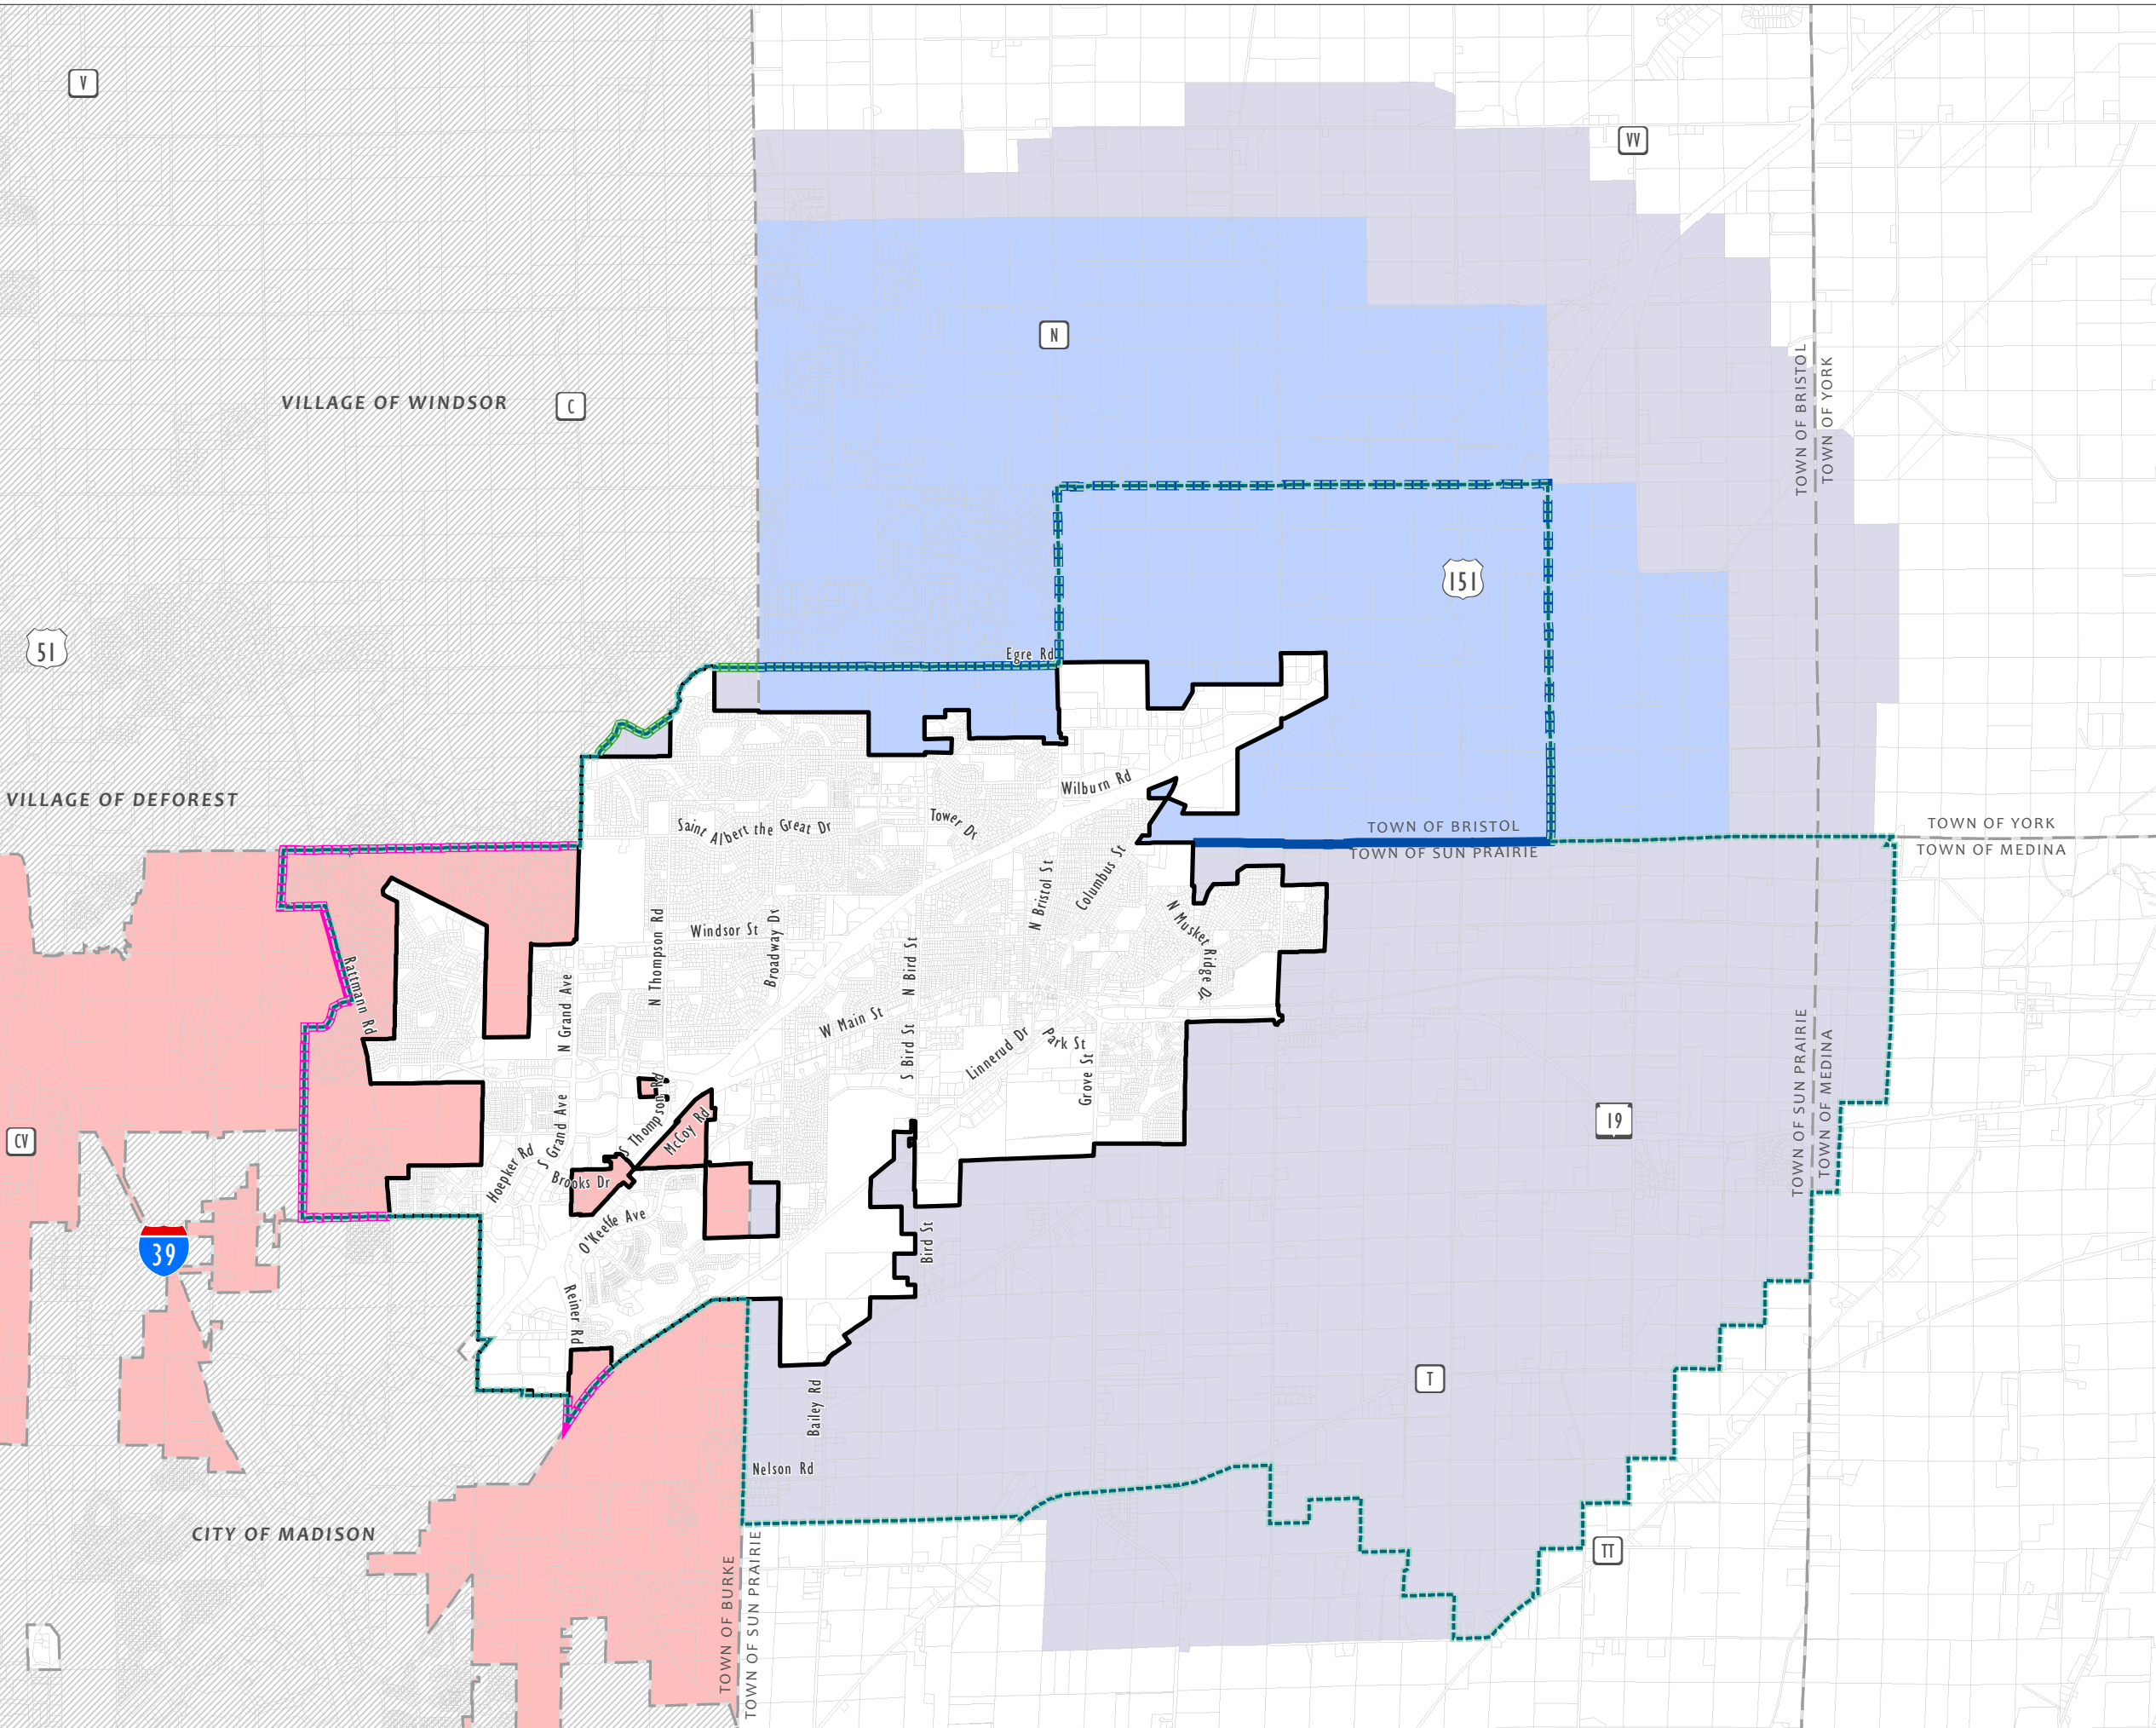 V
VV
N
TOWN OF BRISTOL
TOWN OF YORK
VILLAGE OF WINDSOR
C
151
51
Egre Rd
VILLAGE OF DEFOREST
Wilburn Rd
Saint Albert the Great Dr
Tower Dr
TOWN OF BRISTOL
TOWN OF SUN PRAIRIE
TOWN OF YORK
TOWN OF MEDINA
Columbus St
N Bristol St
Windsor St
Broadway Dr
N Thompson Rd
N Bird St
N Musket Ridge Dr
Rattmann Rd
N Grand Ave
W Main St
S Bird St
Linnerud Dr
Park St
Grove St
TOWN OF SUN PRAIRIE
TOWN OF MEDINA
19
CV
S Thompson Rd
McCoy Rd
S Grand Ave
Hoepker Rd
Brooks Dr
O'Keeffe Ave
Bird St
39
Reiner Rd
T
Bailey Rd
Nelson Rd
CITY OF MADISON
TT
TOWN OF BURKE
TOWN OF SUN PRAIRIE